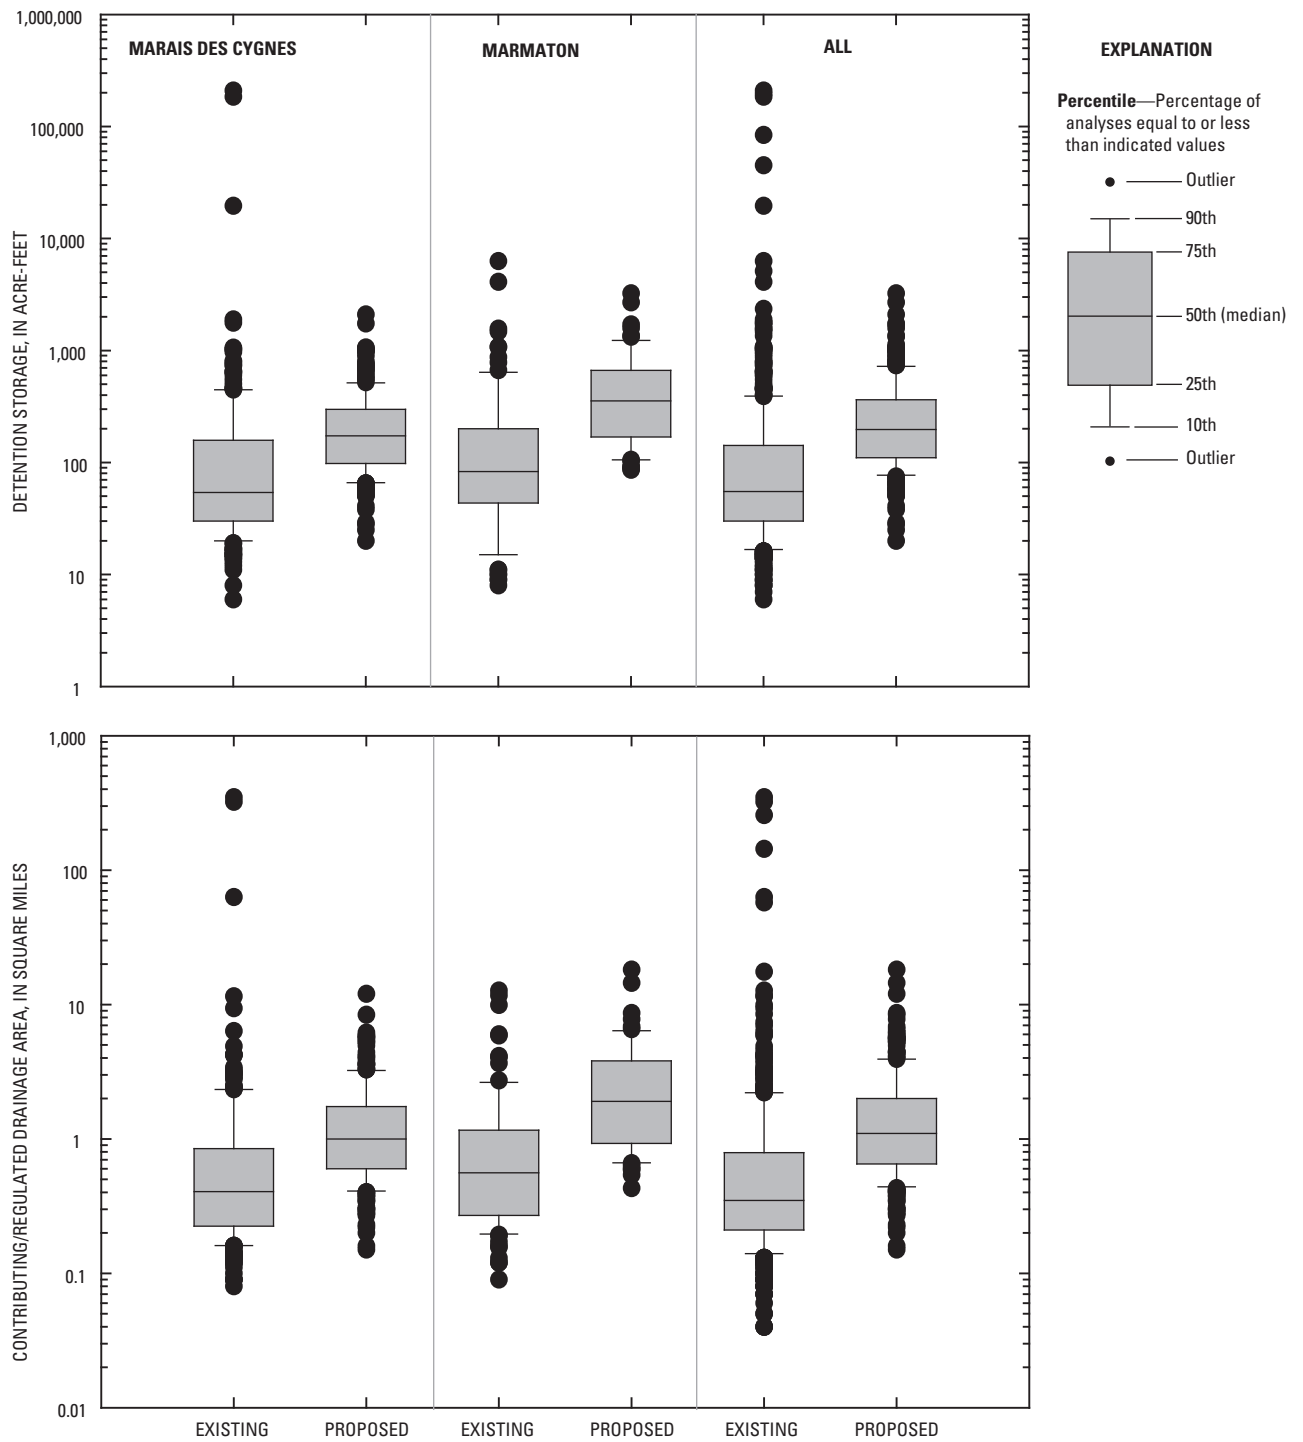 1,000,000
100,000
10,000
1,000
100
10
1
DETENTION STORAGE, IN ACRE-FEET
MARAIS DES CYGNES
MARMATON
ALL
EXPLANATION
Percentile—Percentage of
analyses equal to or less
than indicated values
Outlier
90th
75th
50th (median)
25th
10th
Outlier
1,000
100
10
1
0.1
0.01
CONTRIBUTING/REGULATED DRAINAGE AREA, IN SQUARE MILES
EXISTING
PROPOSED
EXISTING
PROPOSED
EXISTING
PROPOSED